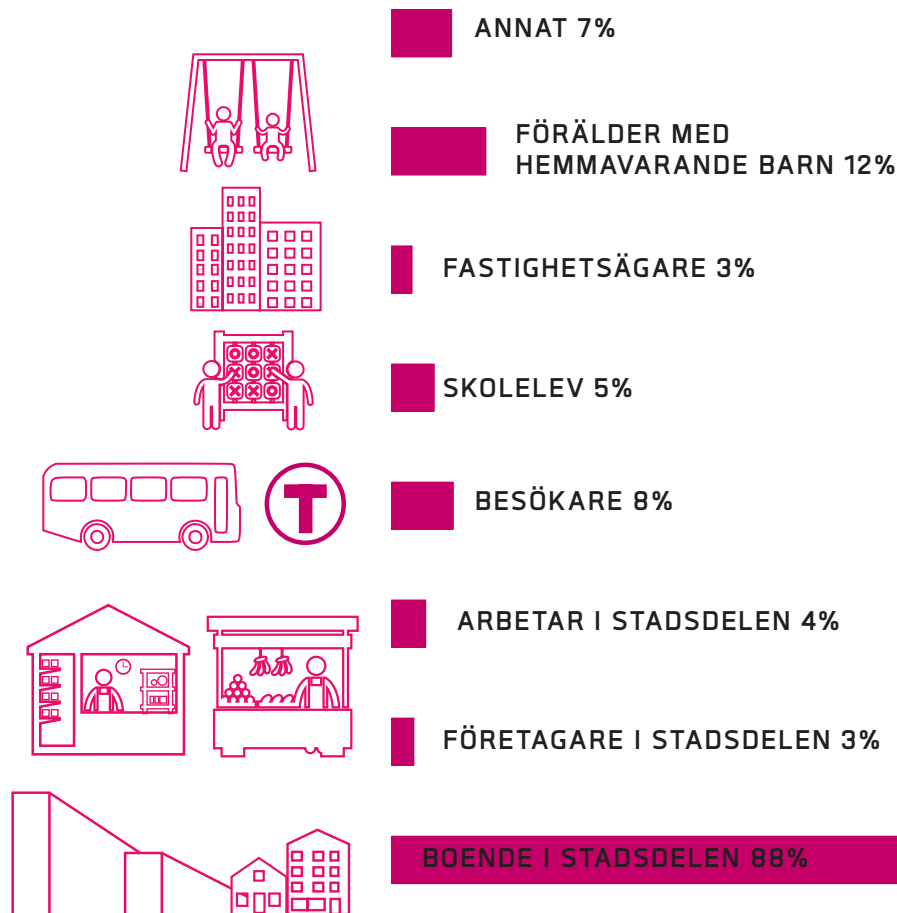 ANNAT 7%
FÖRÄLDER MED
HEMMAVARANDE BARN 12%
FASTIGHETSÄGARE 3%
SKOLELEV 5%
BESÖKARE 8%
T
ARBETAR I STADSDELEN 4%
FÖRETAGARE I STADSDELEN 3%
BOENDE I STADSDELEN 88%